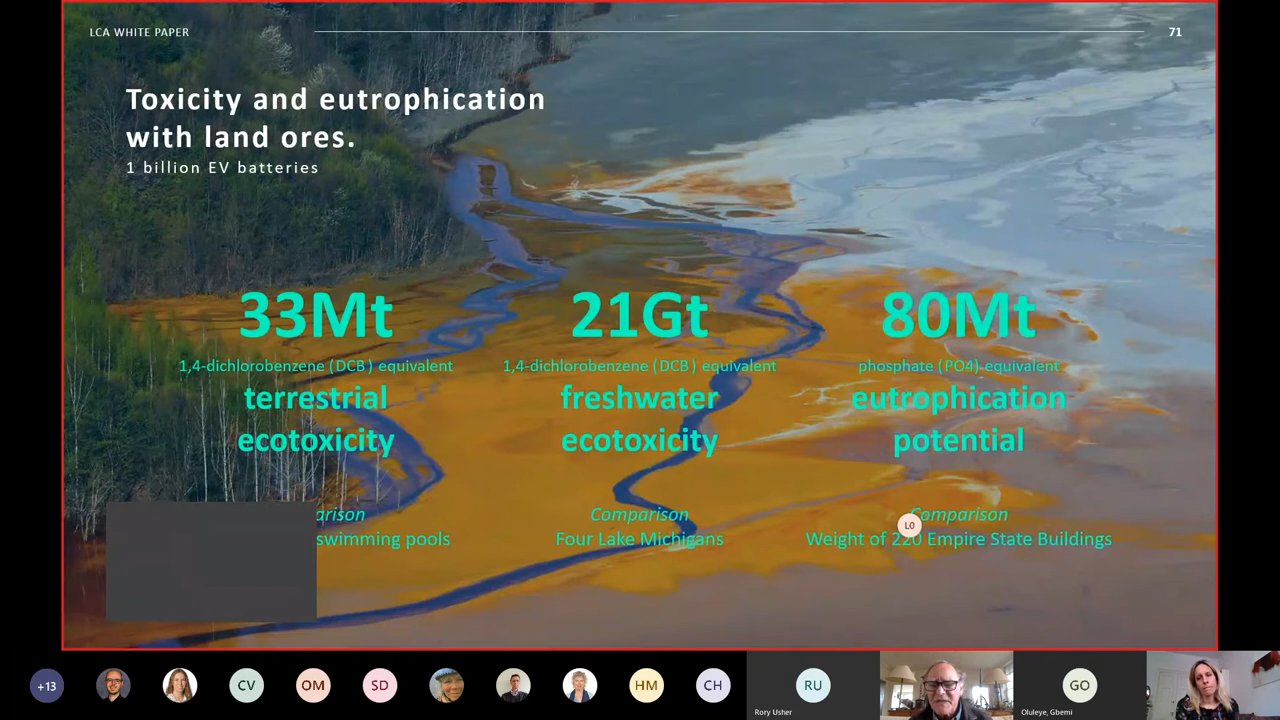 LCA WHITE PAPER
71
Toxicity and eutrophication
with land ores.
1 billion EV batteries
33Mt
1,4-dichlorobenzene (DCB) equivalent
terrestrial
ecotoxicity
swimming pools
21Gt
1,4-dichlorobenzene (DCB) equivalent
freshwater
ecotoxicity
Comparison
Four Lake Michigans
80Mt
phosphate (PO4) equivalent
eutrophication
potential
Comparison
Weight of 220 Empire State Buildings
LO
+13
CV
OM
SD
HM
CH
RU
Rory Usher
GO
Oluleye, Gbemi